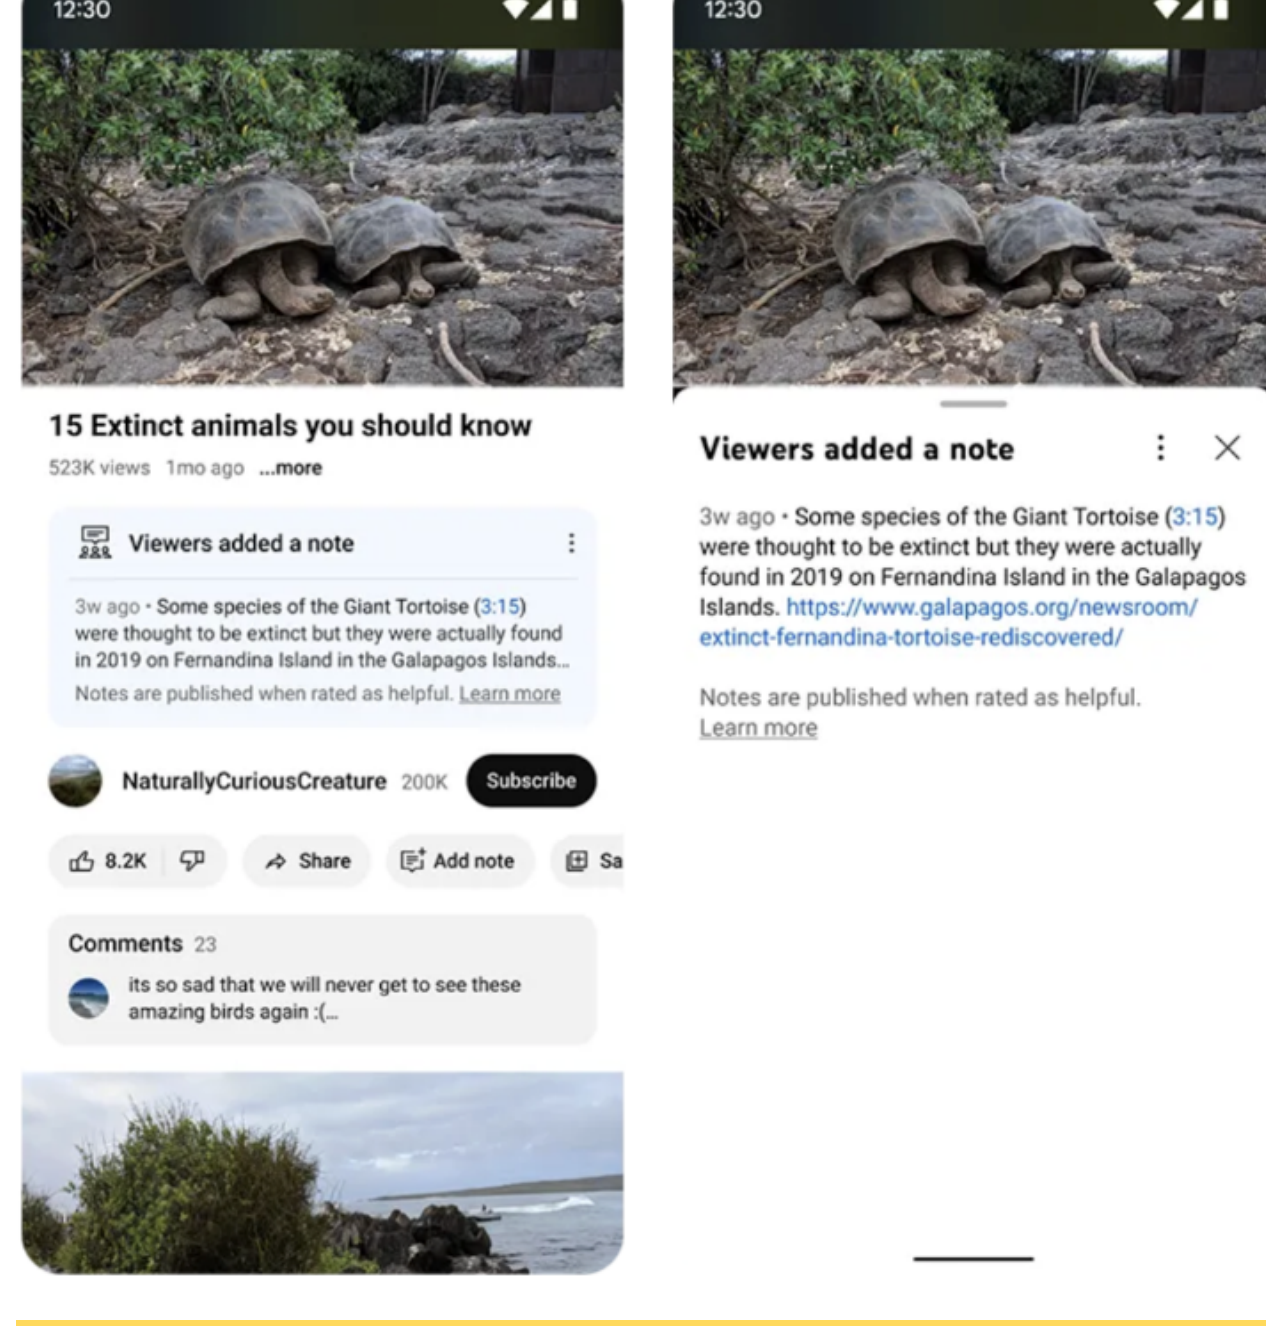 12:30
15 Extinct animals you should know
523K views 1mo ago ...more
Viewers added a note
3w ago • Some species of the Giant Tortoise (3:15)
were thought to be extinct but they were actually found
in 2019 on Fernandina Island in the Galapagos Islands...
Notes are published when rated as helpful. Learn more
NaturallyCuriousCreature 200K Subscribe
8.2K Share Add note Sa
Comments 23
its so sad that we will never get to see these
amazing birds again :(...
12:30
Viewers added a note
3w ago • Some species of the Giant Tortoise (3:15)
were thought to be extinct but they were actually
found in 2019 on Fernandina Island in the Galapagos
Islands. https://www.galapagos.org/newsroom/
extinct-fernandina-tortoise-rediscovered/
Notes are published when rated as helpful.
Learn more